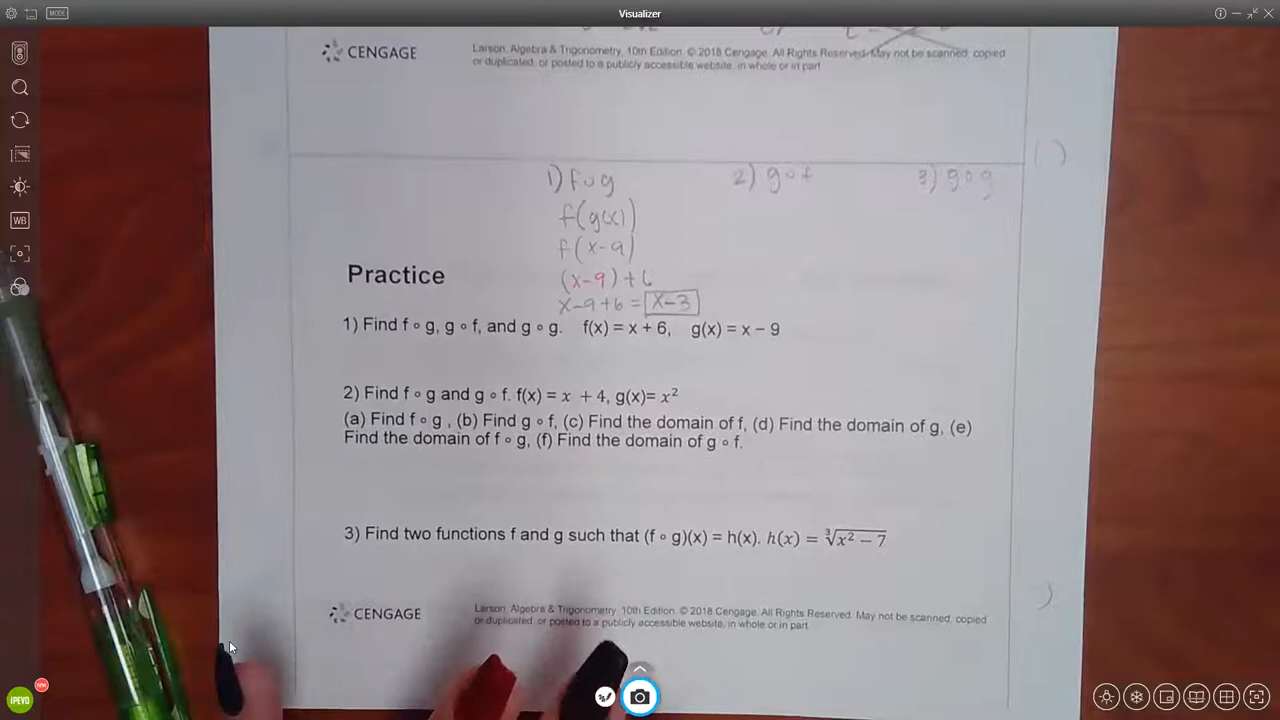 MODE
Visualizer
CENGAGE
Larson, Algebra & Trigonometry, 10th Edition. © 2018 Cengage. All Rights Reserved. May not be scanned, copied
or duplicated, or posted to a publicly accessible website, in whole or in part.
1) f∘g 2) g∘f 3) g∘g
f(g(x))
f(x-9)
(x-9)+6
x-9+6 = x-3
Practice
1) Find f ∘ g, g ∘ f, and g ∘ g. f(x) = x + 6, g(x) = x – 9
2) Find f ∘ g and g ∘ f. f(x) = x + 4, g(x)= x²
(a) Find f ∘ g , (b) Find g ∘ f, (c) Find the domain of f, (d) Find the domain of g, (e)
Find the domain of f ∘ g, (f) Find the domain of g ∘ f.
3) Find two functions f and g such that (f ∘ g)(x) = h(x). h(x) = ∛(x² − 7)
CENGAGE
Larson, Algebra & Trigonometry, 10th Edition. © 2018 Cengage. All Rights Reserved. May not be scanned, copied
or duplicated, or posted to a publicly accessible website, in whole or in part.
WB
IPEVO
new